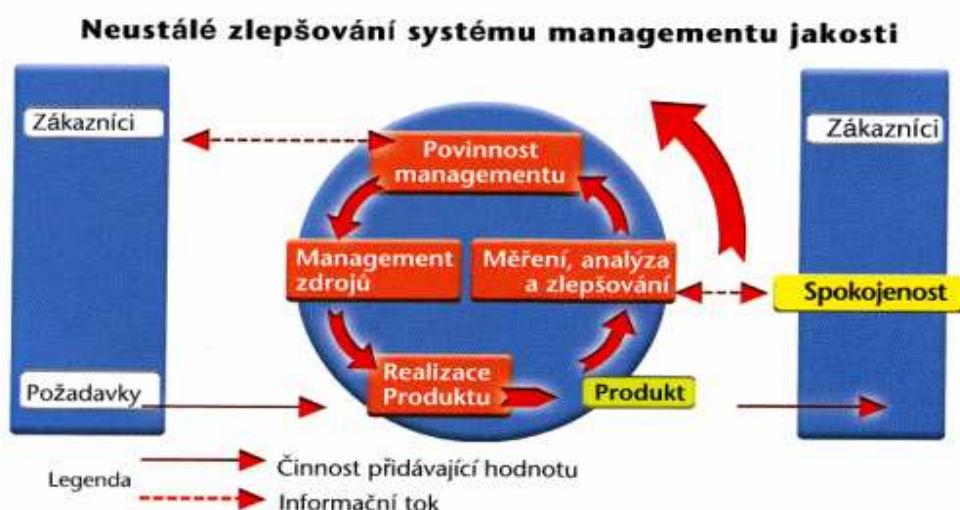 Neustálé zlepšování systému managementu jakosti
Zákazníci
Zákazníci
Povinnost
managementu
Management
zdrojů
Měření, analýza
a zlepšování
Spokojenost
Realizace
Produktu
Produkt
Požadavky
Legenda
Činnost přidávající hodnotu
Informační tok